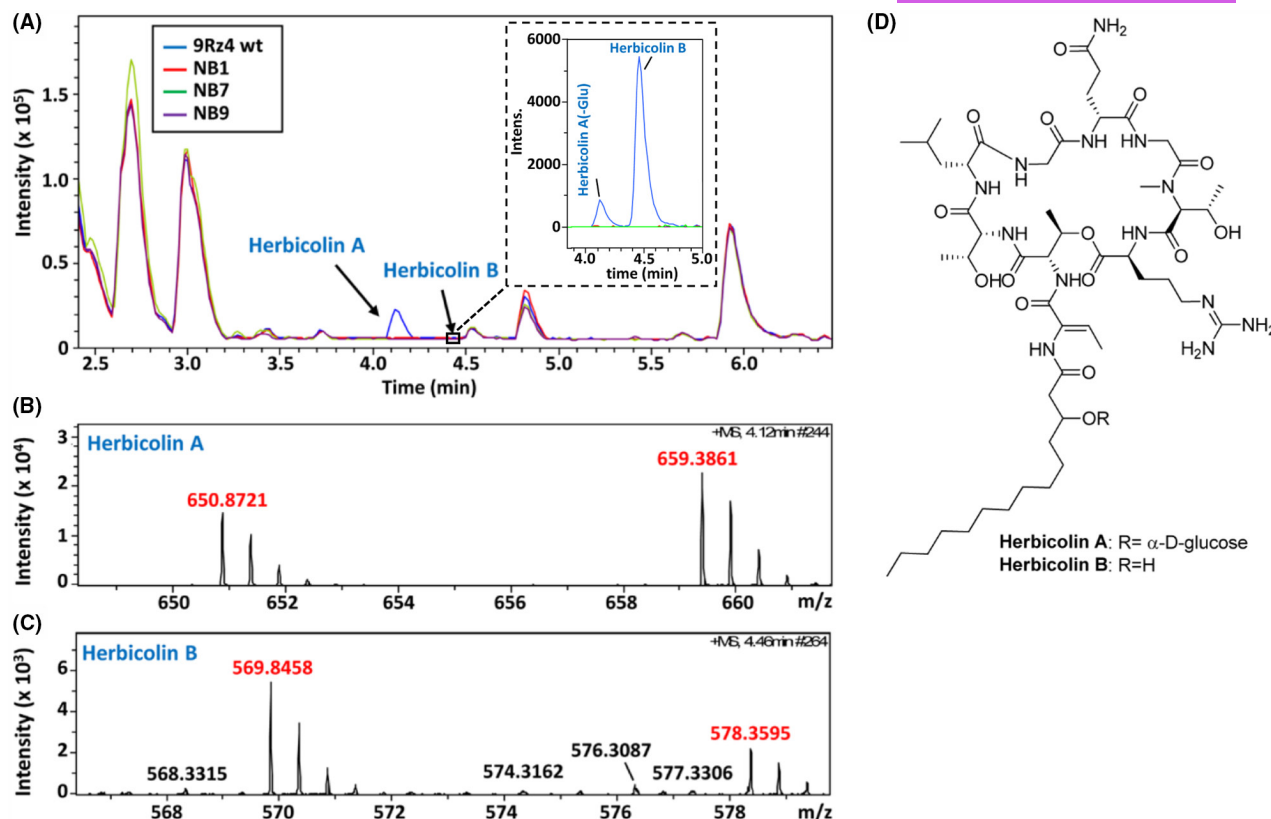 (A)
Intensity (x 10⁵)
1.5
1.0
0.5
0
9Rz4 wt
NB1
NB7
NB9
Herbicolin A
Herbicolin B
2.5
3.0
3.5
4.0
4.5
5.0
5.5
6.0
Time (min)
Intens.
6000
4000
2000
0
Herbicolin A(-Glu)
Herbicolin B
4.0
4.5
5.0
time (min)
(B)
Intensity (x 10⁴)
3
2
1
0
Herbicolin A
+MS, 4.12min #244
650.8721
659.3861
650
652
654
656
658
660
m/z
(C)
Intensity (x 10³)
6
4
2
0
Herbicolin B
+MS, 4.46min #264
569.8458
578.3595
568.3315
574.3162
576.3087
577.3306
568
570
572
574
576
578
m/z
(D)
NH₂
O
O
O
O
NH
HN
N
H
NH
O
N
O
NH
HN
O
OH
O
O
O
OH
O
NH
O
N
NH₂
H₂N
HN
O
OR
Herbicolin A: R= α-D-glucose
Herbicolin B: R=H